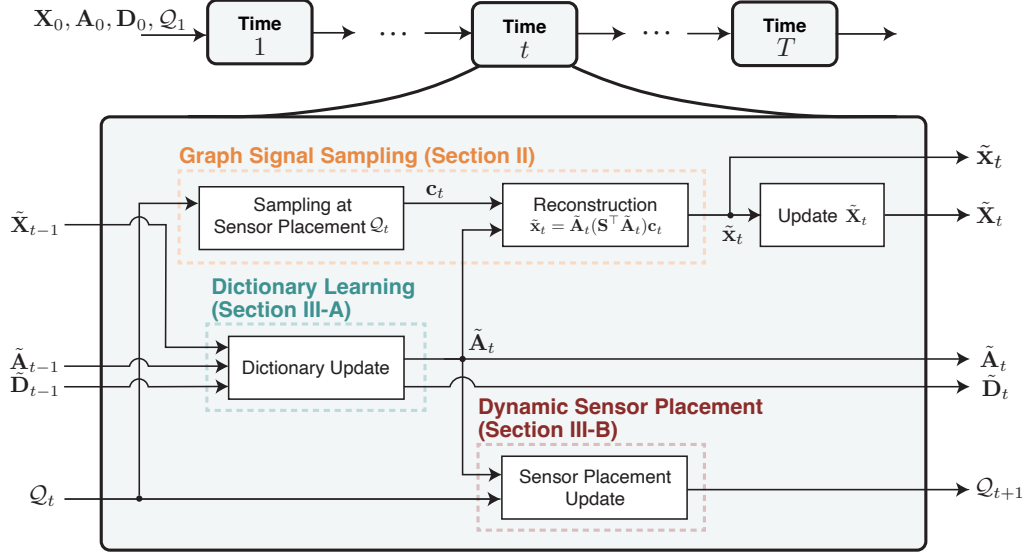 X₀, A₀, D₀, 𝒬₁
Time
1
⋯
Time
t
⋯
Time
T
Graph Signal Sampling (Section II)
Sampling at
Sensor Placement 𝒬ₜ
cₜ
Reconstruction
x̃ₜ = Ãₜ(S^⊤Ãₜ)cₜ
x̃ₜ
Update X̃ₜ
x̃ₜ
X̃ₜ
X̃ₜ₋₁
Dictionary Learning
(Section III-A)
Ãₜ₋₁
D̃ₜ₋₁
Dictionary Update
Ãₜ
Ãₜ
D̃ₜ
Dynamic Sensor Placement
(Section III-B)
𝒬ₜ
Sensor Placement
Update
𝒬ₜ₊₁